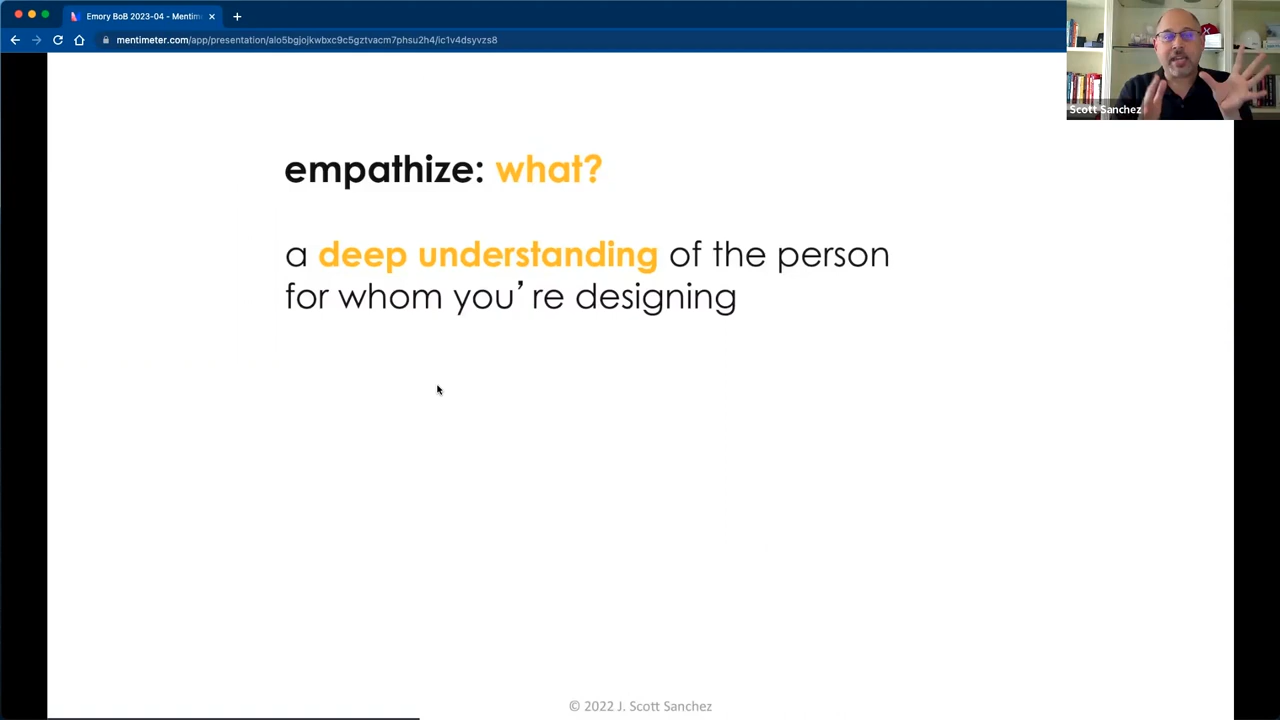 Emory BoB 2023-04 - Mentim
mentimeter.com/app/presentation/alo5bgjojkwbxc9c5gztvacm7phsu2h4/ic1v4dsyvzs8
Scott Sanchez
empathize: what?
a deep understanding of the person
for whom you’re designing
© 2022 J. Scott Sanchez